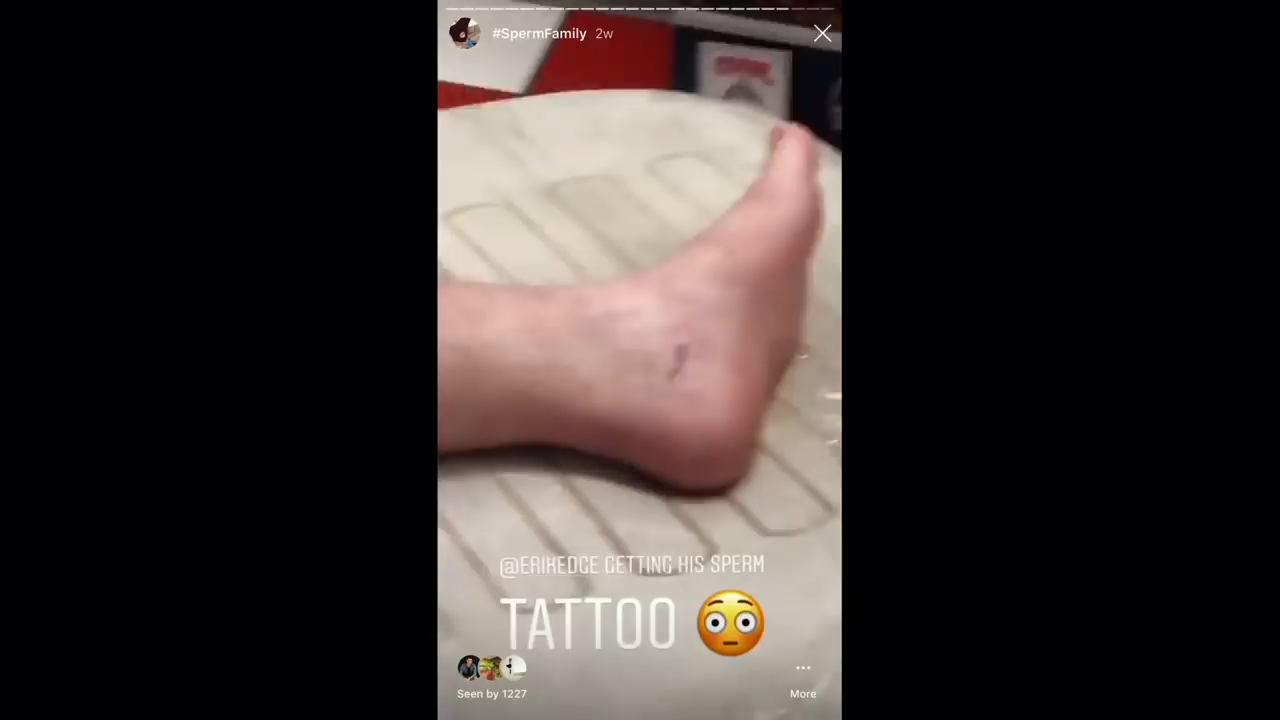 #SpermFamily 2w
@ERIKEDGE GETTING HIS SPERM
TATTOO
Seen by 1227
More